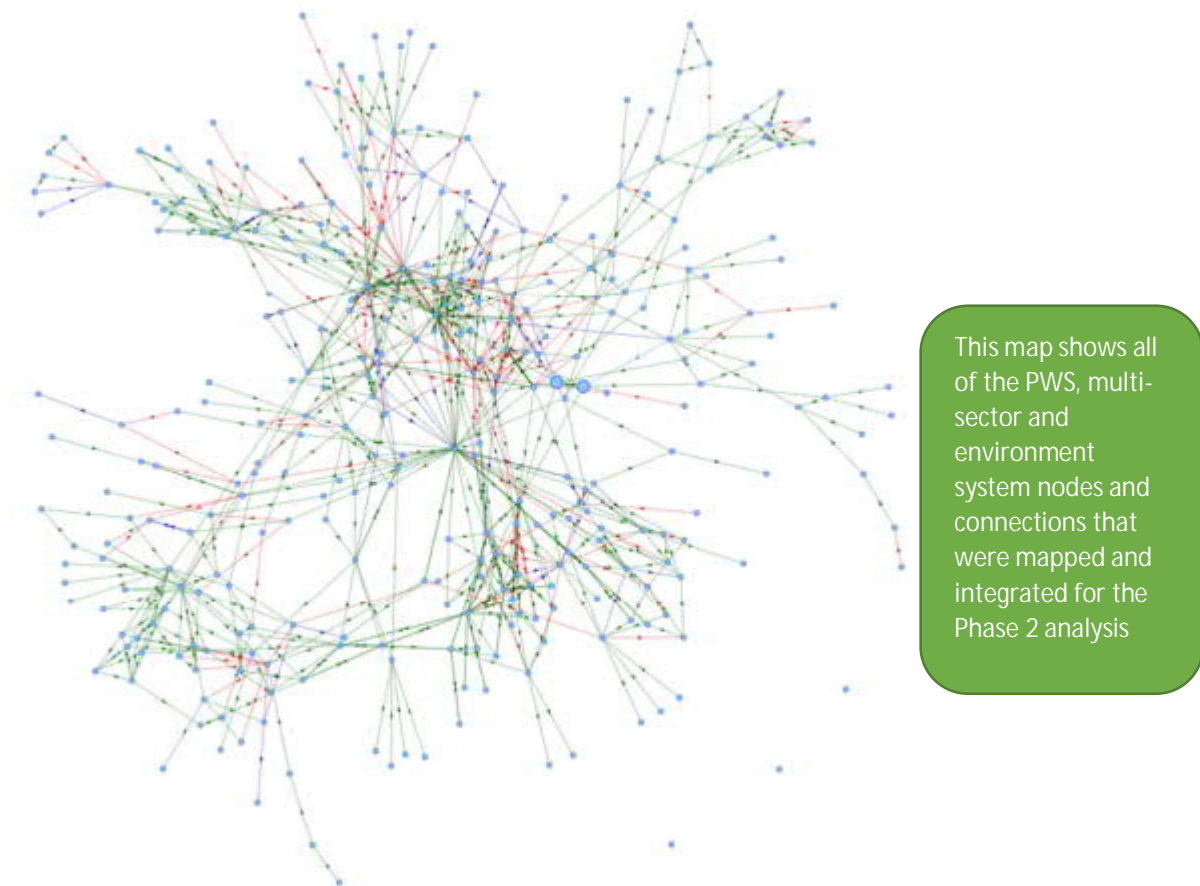 This map shows all
of the PWS, multi-
sector and
environment
system nodes and
connections that
were mapped and
integrated for the
Phase 2 analysis